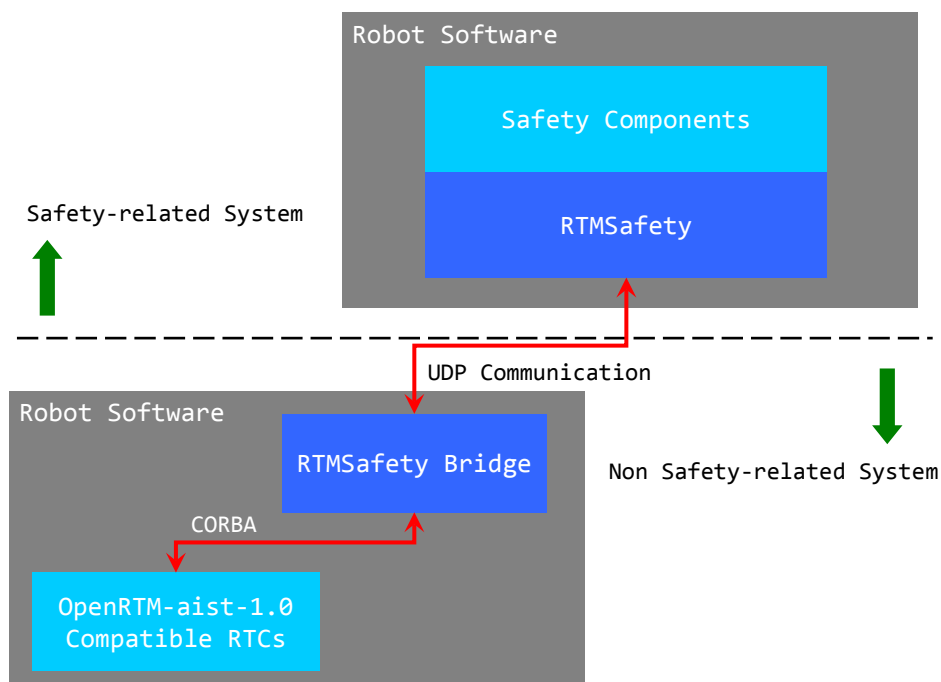 Robot Software
Safety Components
RTMSafety
Safety-related System
UDP Communication
Robot Software
RTMSafety Bridge
Non Safety-related System
CORBA
OpenRTM-aist-1.0
Compatible RTCs